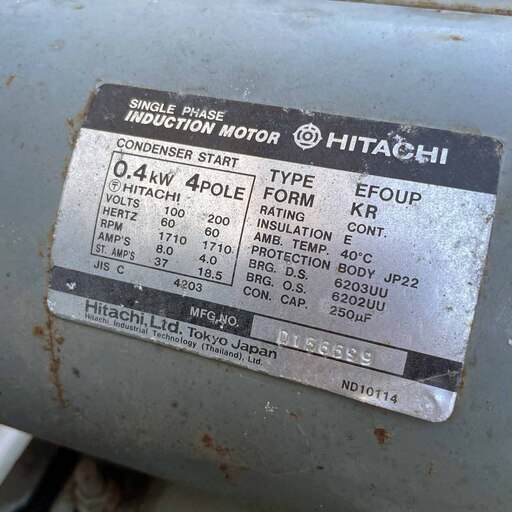 SINGLE PHASE
INDUCTION MOTOR HITACHI
CONDENSER START
0.4 kW 4POLE
Ⓣ HITACHI
VOLTS 100 200
HERTZ 60 60
RPM 1710 1710
AMP'S 8.0 4.0
ST. AMP'S 37 18.5
JIS C 4203
TYPE EFOUP
FORM KR
RATING CONT.
INSULATION E
AMB. TEMP. 40°C
PROTECTION BODY JP22
BRG. D.S. 6203UU
BRG. O.S. 6202UU
CON. CAP. 250µF
MFG.NO. D156699
Hitachi, Ltd. Tokyo Japan
Hitachi Industrial Technology (Thailand), Ltd.
ND10114